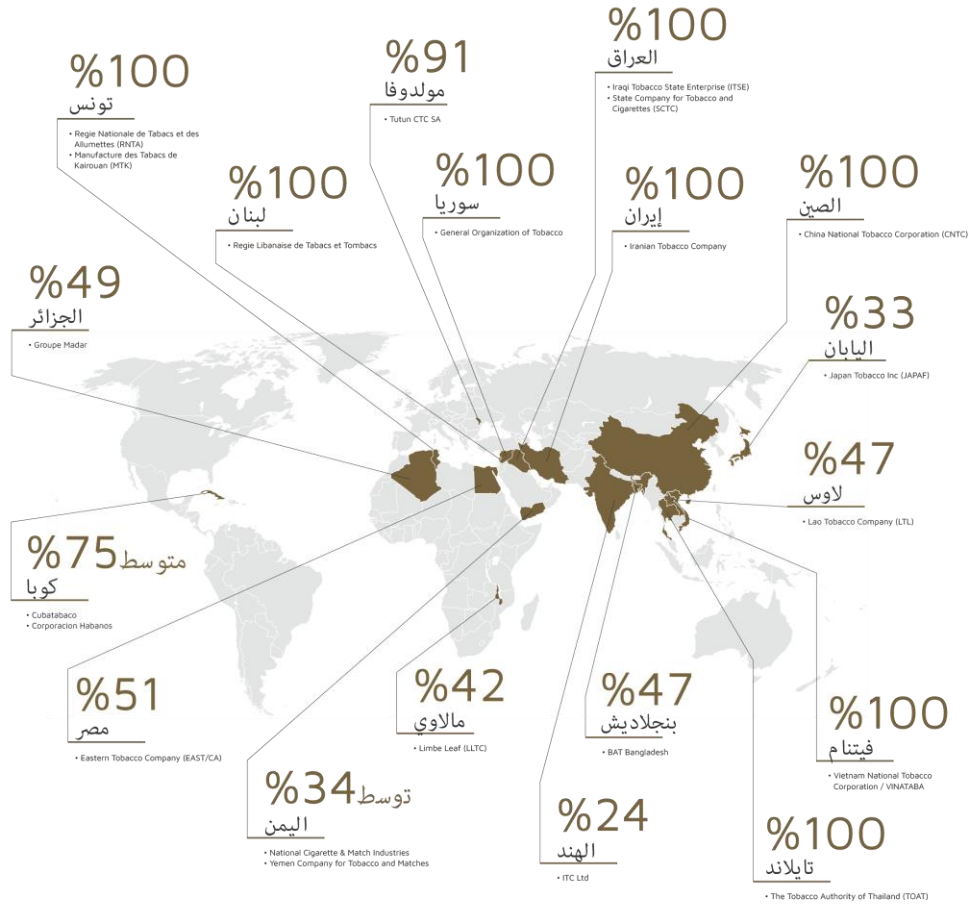 %100
تونس
• Regie Nationale de Tabacs et des
Allumettes (RNTA)
• Manufacture des Tabacs de
Kairouan (MTK)
%91
مولدوفا
• Tutun CTC SA
%100
العراق
• Iraqi Tobacco State Enterprise (ITSE)
• State Company for Tobacco and
Cigarettes (SCTC)
%100
لبنان
• Regie Libanaise de Tabacs et Tombacs
%100
سوريا
• General Organization of Tobacco
%100
إيران
• Iranian Tobacco Company
%100
الصين
• China National Tobacco Corporation (CNTC)
%49
الجزائر
• Groupe Madar
%33
اليابان
• Japan Tobacco Inc (JAPAF)
%47
لاوس
• Lao Tobacco Company (LTL)
متوسط %75
كوبا
• Cubatabaco
• Corporacion Habanos
%51
مصر
• Eastern Tobacco Company (EAST/CA)
%42
مالاوي
• Limbe Leaf (LLTC)
%47
بنجلاديش
• BAT Bangladesh
%100
فيتنام
• Vietnam National Tobacco
Corporation / VINATABA
توسط %34
اليمن
• National Cigarette & Match Industries
• Yemen Company for Tobacco and Matches
%24
الهند
• ITC Ltd
%100
تايلاند
• The Tobacco Authority of Thailand (TOAT)